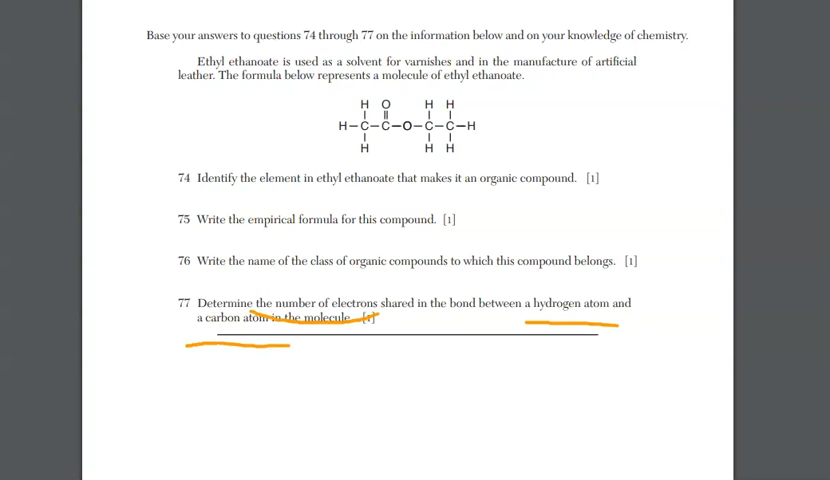 Base your answers to questions 74 through 77 on the information below and on your knowledge of chemistry.
Ethyl ethanoate is used as a solvent for varnishes and in the manufacture of artificial
leather. The formula below represents a molecule of ethyl ethanoate.
H O H H
H–C–C–O–C–C–H
H H H
74 Identify the element in ethyl ethanoate that makes it an organic compound. [1]
75 Write the empirical formula for this compound. [1]
76 Write the name of the class of organic compounds to which this compound belongs. [1]
77 Determine the number of electrons shared in the bond between a hydrogen atom and
a carbon atom in the molecule. [1]